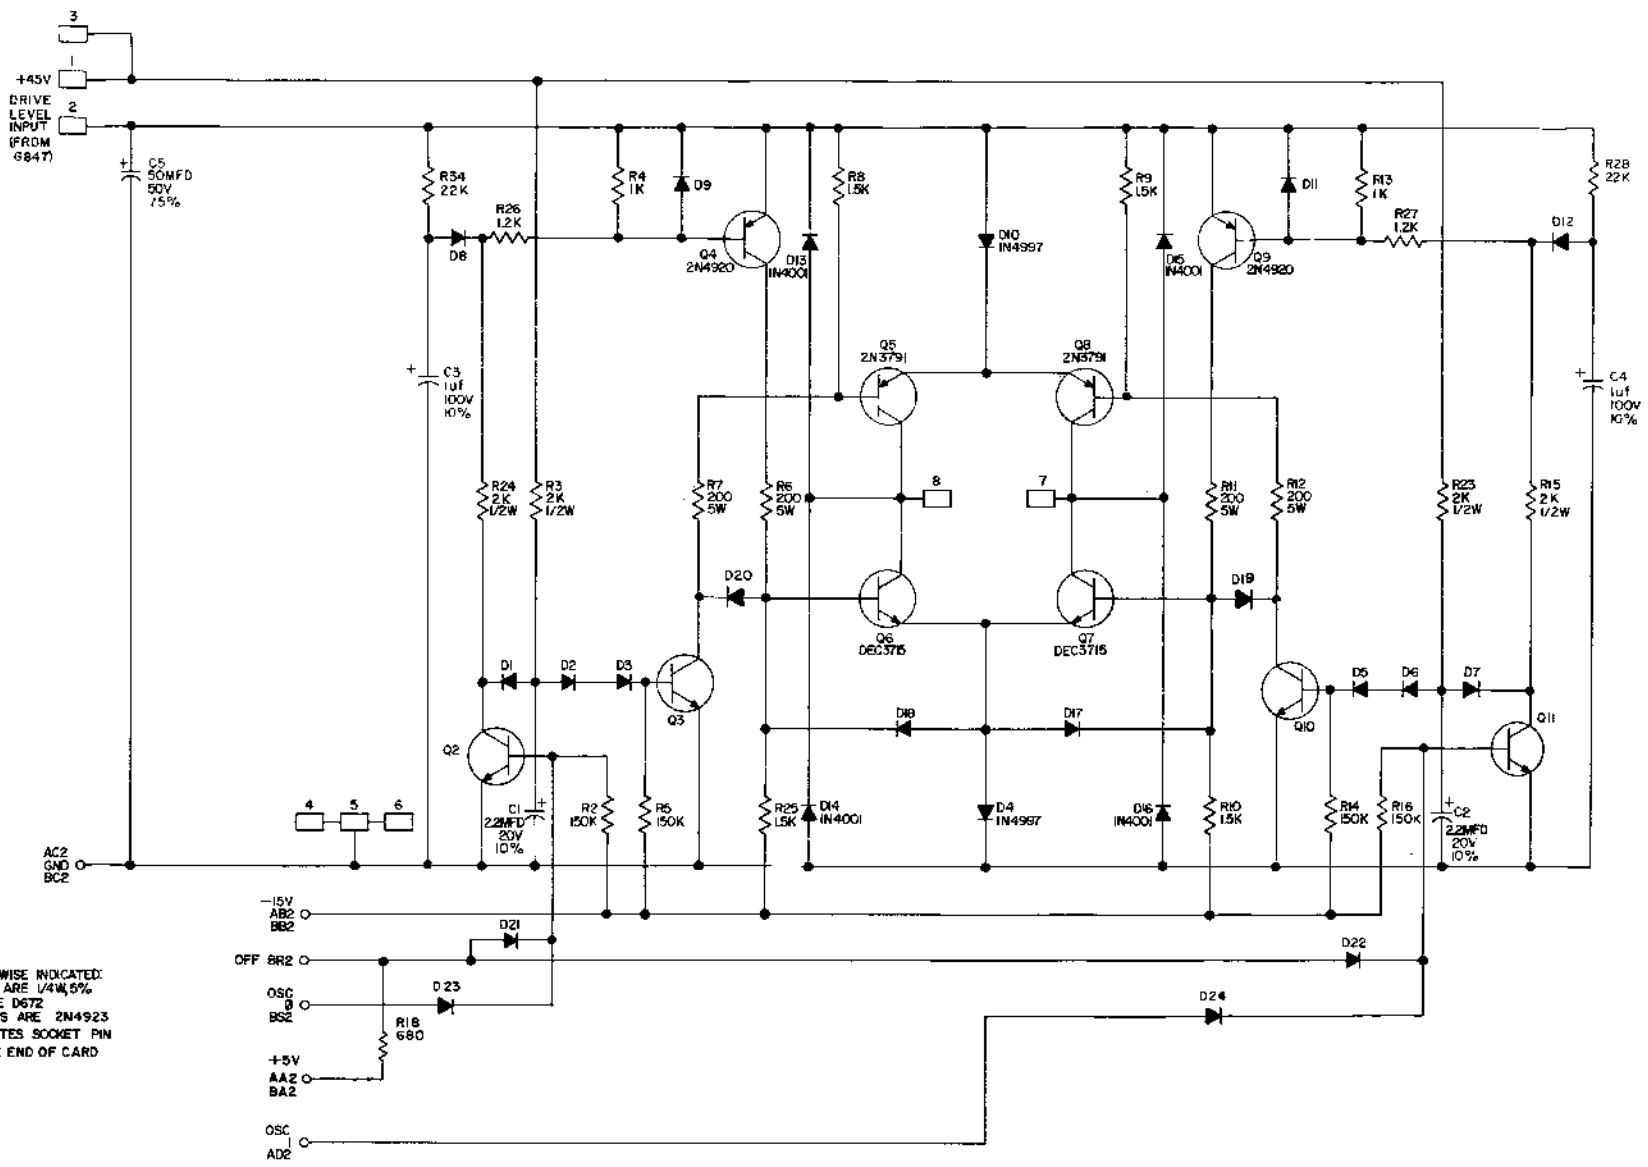 3
1
+45V
DRIVE
LEVEL
INPUT
(FROM
G847)
2
+
C5
50MFD
50V
75%
R34
22K
R26
1.2K
D8
R4
1K
D9
Q4
2N4920
D13
1N4001
R8
1.5K
D10
1N4997
R9
1.5K
D15
1N4001
D11
R13
1K
R27
1.2K
Q9
2N4920
D12
R28
22K
+
C3
1uf
100V
10%
Q5
2N3791
Q8
2N3791
+
C4
1uf
100V
10%
R24
2K
1/2W
R3
2K
1/2W
R7
200
5W
R6
200
5W
8
7
R11
200
5W
R12
200
5W
R23
2K
1/2W
R15
2K
1/2W
D20
D19
Q6
DEC3715
Q7
DEC3715
D1
D2
D3
Q3
D18
D17
Q10
D5
D6
D7
Q11
Q2
4
5
6
C1
+
2.2MFD
20V
10%
R2
150K
R5
150K
R25
1.5K
D14
1N4001
D4
1N4997
D16
1N4001
R10
1.5K
R14
150K
R16
150K
+
C2
2.2MFD
20V
10%
AC2
GND
BC2
-15V
AB2
BB2
D21
OFF BR2
D22
OSC
0
BS2
D23
D24
R18
680
+5V
AA2
BA2
OSC
1
AD2
WISE INDICATED:
ARE 1/4W, 5%
E D672
S ARE 2N4923
TES SOCKET PIN
E END OF CARD